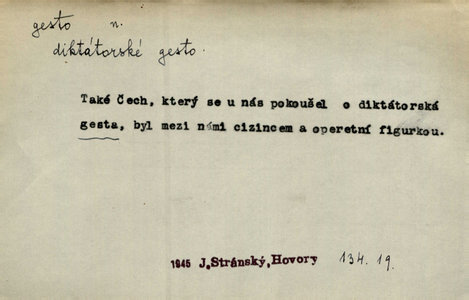 gesto n.
diktátorské gesto.
Také Čech, který se u nás pokoušel o diktátorská
gesta, byl mezi námi cizincem a operetní figurkou.
1945 J.Stránský,Hovory 134. 19.